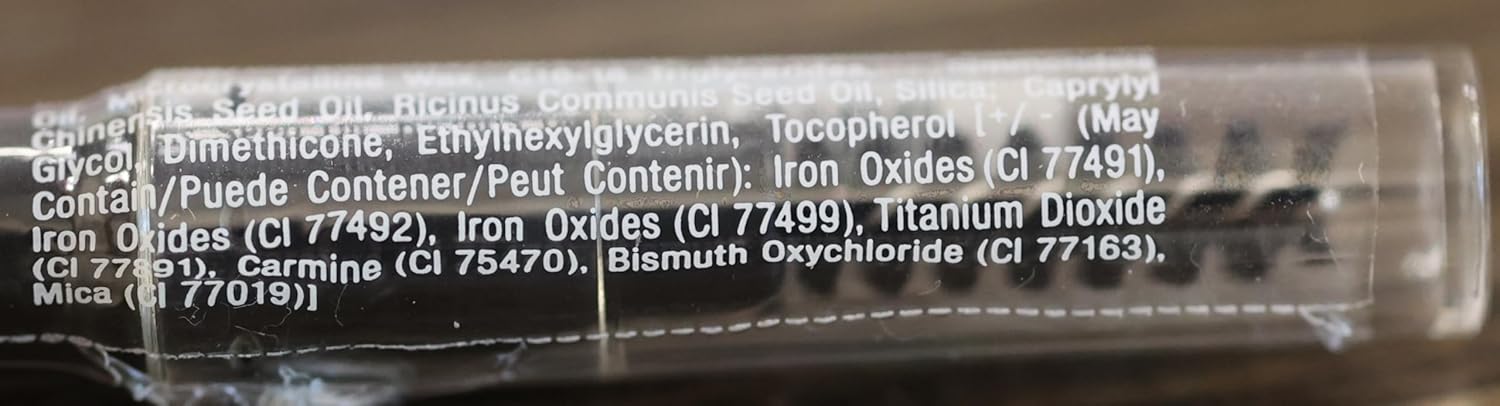 Oil, Microcrystalline Wax, C10-18 Triglycerides,
Chinensis Seed Oil, Ricinus Communis Seed Oil, Silica, Caprylyl
Glycol, Dimethicone, Ethylhexylglycerin, Tocopherol [+/- (May
Contain/Puede Contener/Peut Contenir): Iron Oxides (CI 77491),
Iron Oxides (CI 77492), Iron Oxides (CI 77499), Titanium Dioxide
(CI 77891), Carmine (CI 75470), Bismuth Oxychloride (CI 77163),
Mica (CI 77019)]